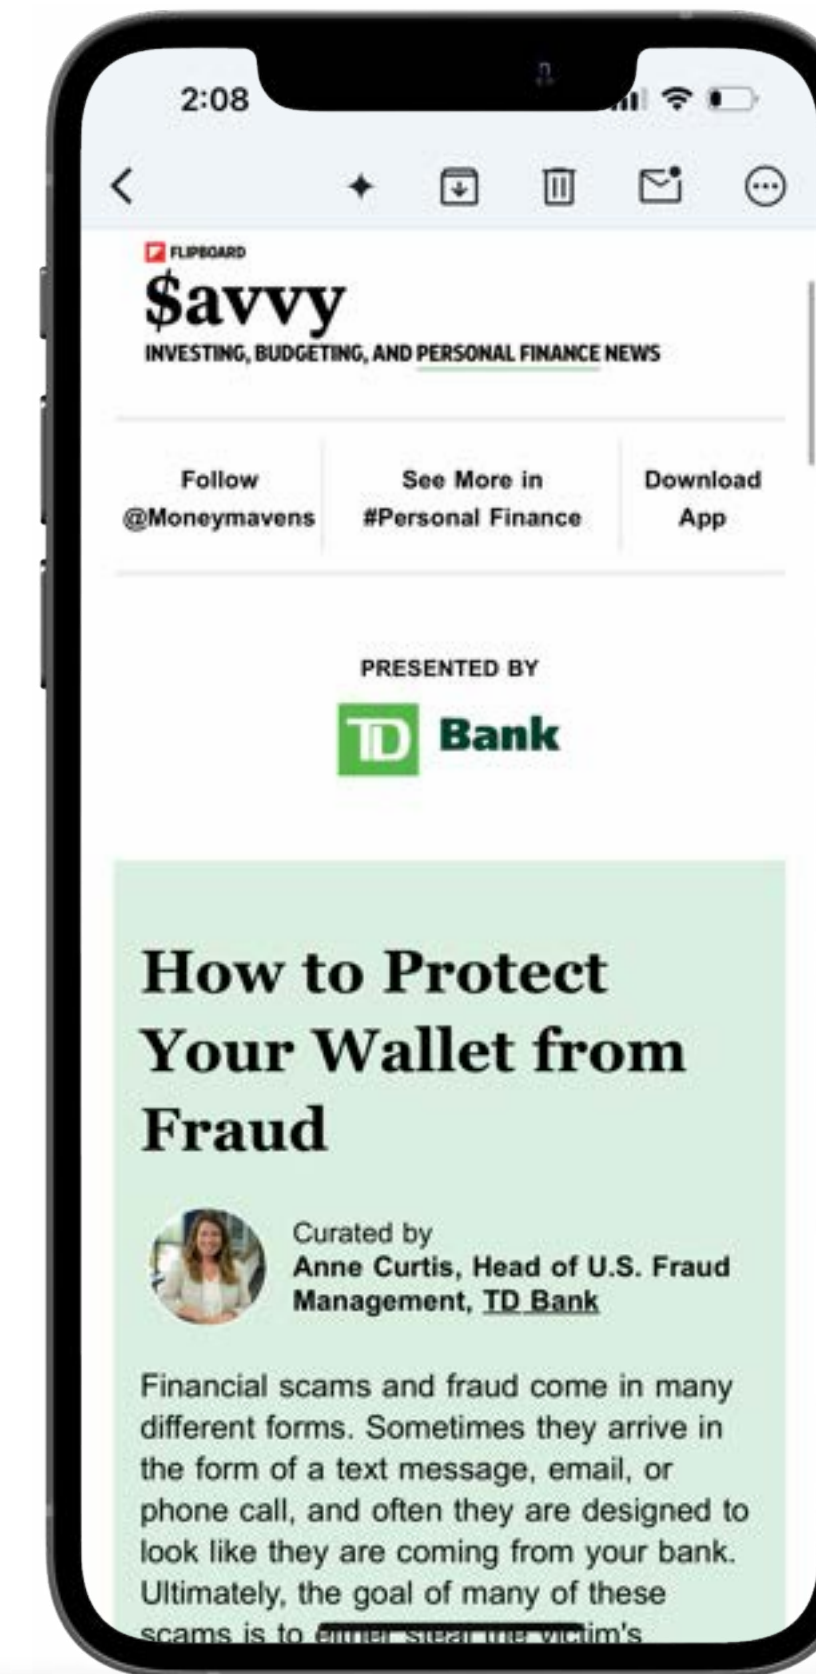 2:08
FLIPBOARD
$avvy
INVESTING, BUDGETING, AND PERSONAL FINANCE NEWS
Follow
@Moneymavens
See More in
#Personal Finance
Download
App
PRESENTED BY
TD Bank
How to Protect
Your Wallet from
Fraud
Curated by
Anne Curtis, Head of U.S. Fraud
Management, TD Bank
Financial scams and fraud come in many
different forms. Sometimes they arrive in
the form of a text message, email, or
phone call, and often they are designed to
look like they are coming from your bank.
Ultimately, the goal of many of these
scams is to either steal the victim's